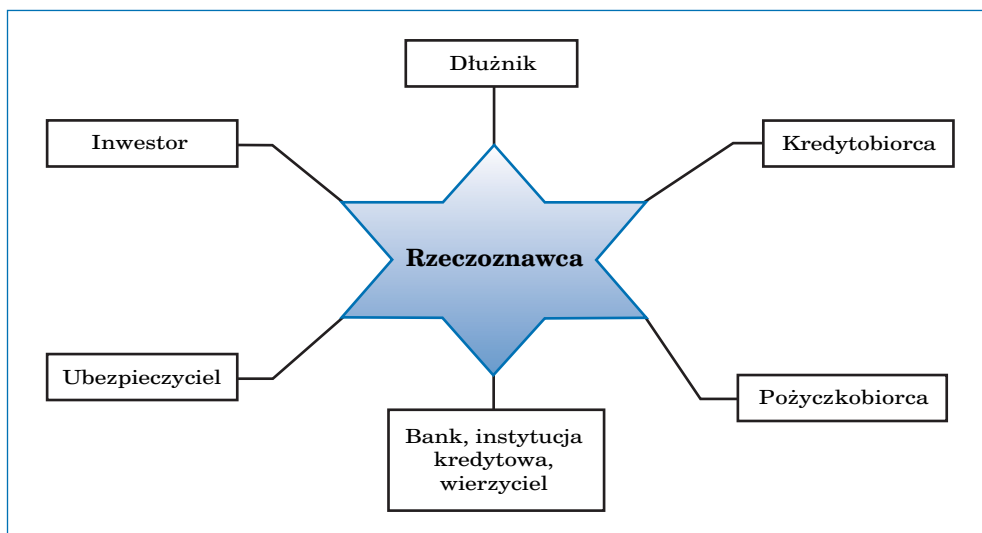 Dłużnik
Inwestor
Kredytobiorca
Rzeczoznawca
Ubezpieczyciel
Pożyczkobiorca
Bank, instytucja
kredytowa,
wierzyciel